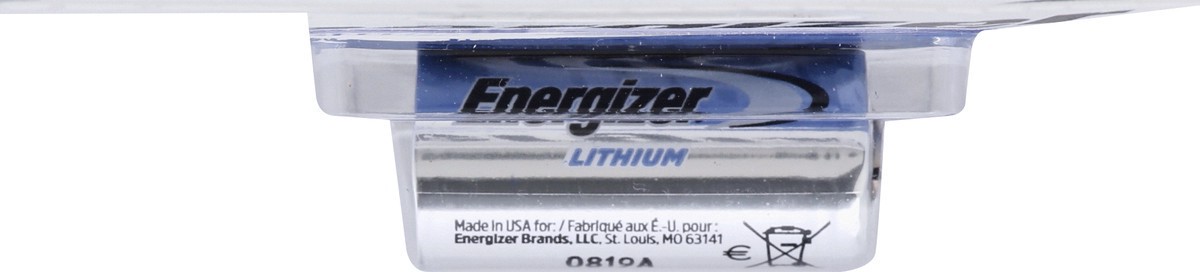 Energizer
LITHIUM
Made in USA for: / Fabriqué aux É.-U. pour :
Energizer Brands, LLC, St. Louis, MO 63141
€
0819A